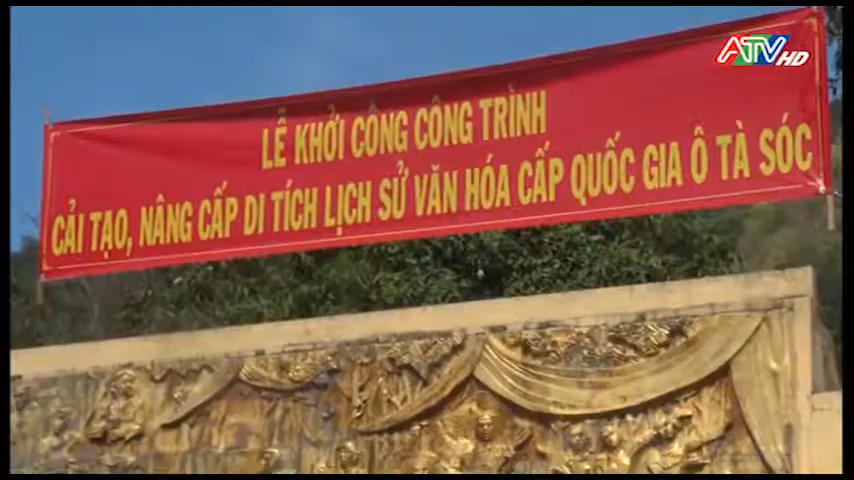 ATV HD
LỄ KHỞI CÔNG CÔNG TRÌNH
CẢI TẠO, NÂNG CẤP DI TÍCH LỊCH SỬ VĂN HÓA CẤP QUỐC GIA Ô TÀ SÓC